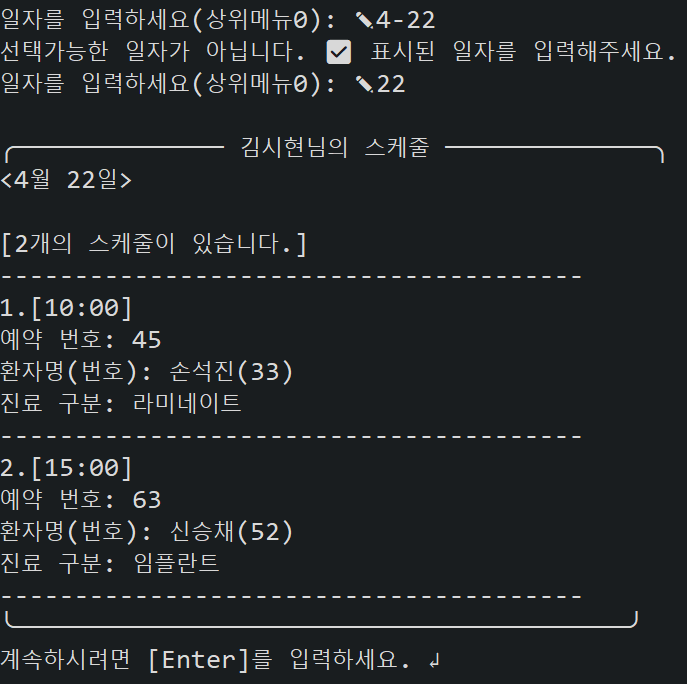 일자를 입력하세요(상위메뉴0): ✎4-22
선택가능한 일자가 아닙니다. ✅ 표시된 일자를 입력해주세요.
일자를 입력하세요(상위메뉴0): ✎22
╭────────── 김시현님의 스케줄 ──────────╮
<4월 22일>
[2개의 스케줄이 있습니다.]
---------------------------------------
1.[10:00]
예약 번호: 45
환자명(번호): 손석진(33)
진료 구분: 라미네이트
---------------------------------------
2.[15:00]
예약 번호: 63
환자명(번호): 신승채(52)
진료 구분: 임플란트
---------------------------------------
╰─────────────────────────────╯
계속하시려면 [Enter]를 입력하세요. ↲